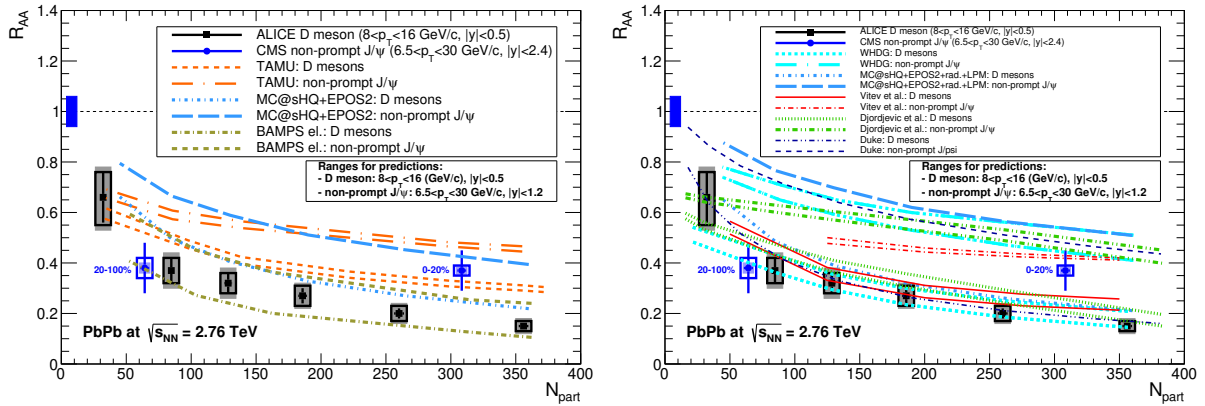 R_AA
1.4
1.2
1
0.8
0.6
0.4
0.2
0
ALICE D meson (8<p_T<16 GeV/c, |y|<0.5)
CMS non-prompt J/ψ (6.5<p_T<30 GeV/c, |y|<2.4)
TAMU: D mesons
TAMU: non-prompt J/ψ
MC@sHQ+EPOS2: D mesons
MC@sHQ+EPOS2: non-prompt J/ψ
BAMPS el.: D mesons
BAMPS el.: non-prompt J/ψ
Ranges for predictions:
- D meson: 8<p_T<16 (GeV/c), |y|<0.5
- non-prompt J/ψ: 6.5<p_T<30 GeV/c, |y|<1.2
20-100%
0-20%
PbPb at √s_NN = 2.76 TeV
0 50 100 150 200 250 300 350 400
N_part
R_AA
1.4
1.2
1
0.8
0.6
0.4
0.2
0
ALICE D meson (8<p_T<16 GeV/c, |y|<0.5)
CMS non-prompt J/ψ (6.5<p_T<30 GeV/c, |y|<2.4)
WHDG: D mesons
WHDG: non-prompt J/ψ
MC@sHQ+EPOS2+rad.+LPM: D mesons
MC@sHQ+EPOS2+rad.+LPM: non-prompt J/ψ
Vitev et al.: D mesons
Vitev et al.: non-prompt J/ψ
Djordjevic et al.: D mesons
Djordjevic et al.: non-prompt J/ψ
Duke: D mesons
Duke: non-prompt J/psi
Ranges for predictions:
- D meson: 8<p_T<16 (GeV/c), |y|<0.5
- non-prompt J/ψ: 6.5<p_T<30 GeV/c, |y|<1.2
20-100%
0-20%
PbPb at √s_NN = 2.76 TeV
0 50 100 150 200 250 300 350 400
N_part